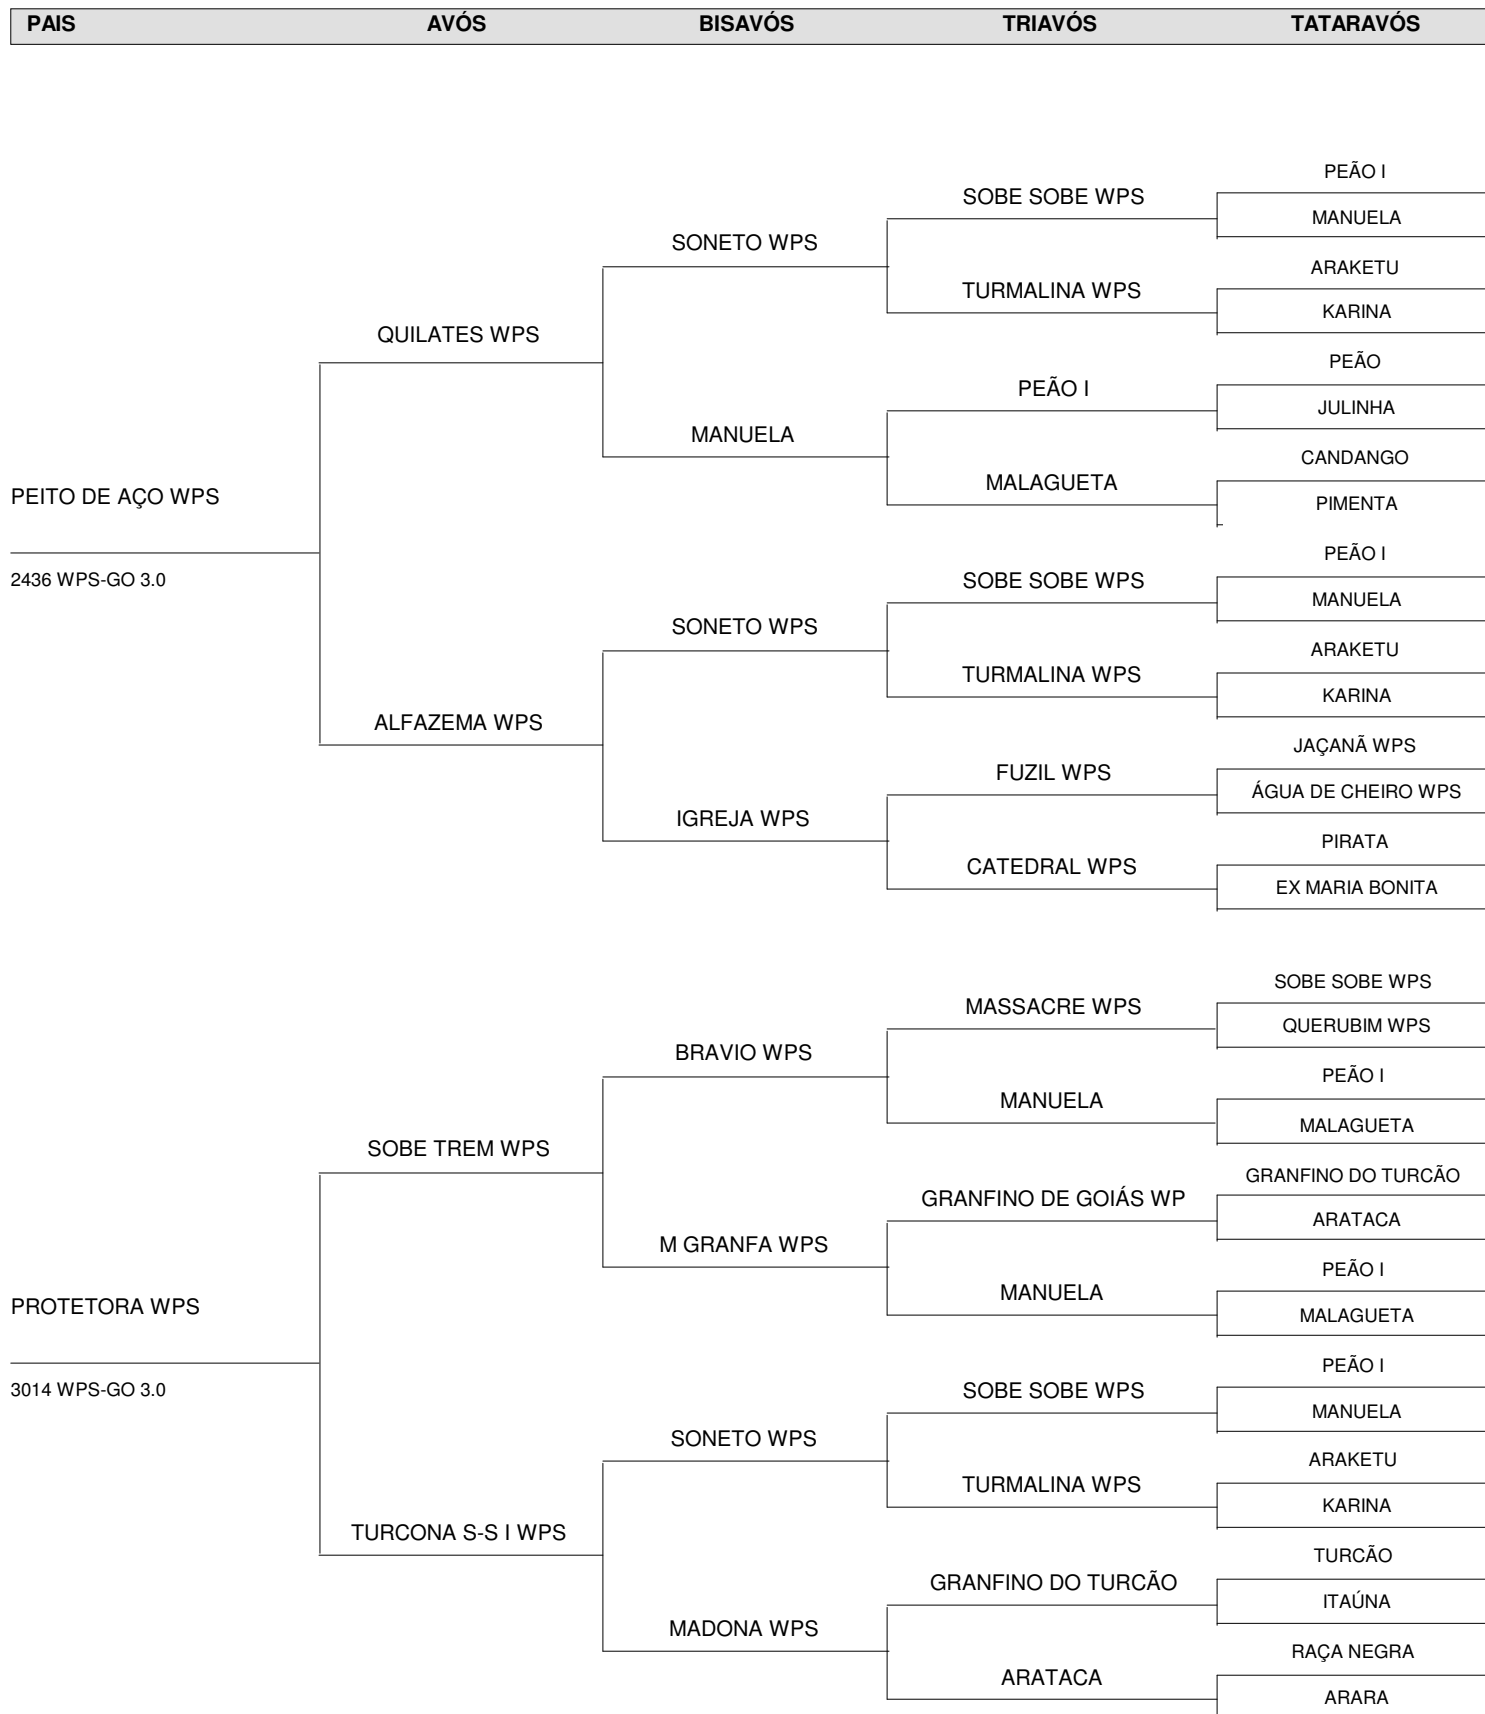 PAIS AVÓS BISAVÓS TRIAVÓS TATARAVÓS
PEÃO I
SOBE SOBE WPS
MANUELA
SONETO WPS
ARAKETU
TURMALINA WPS
KARINA
QUILATES WPS
PEÃO
PEÃO I
JULINHA
MANUELA
CANDANGO
MALAGUETA
PEITO DE AÇO WPS
PIMENTA
PEÃO I
2436 WPS-GO 3.0
SOBE SOBE WPS
MANUELA
SONETO WPS
ARAKETU
TURMALINA WPS
KARINA
ALFAZEMA WPS
JAÇANÃ WPS
FUZIL WPS
ÁGUA DE CHEIRO WPS
IGREJA WPS
PIRATA
CATEDRAL WPS
EX MARIA BONITA
SOBE SOBE WPS
MASSACRE WPS
QUERUBIM WPS
BRAVIO WPS
PEÃO I
MANUELA
MALAGUETA
SOBE TREM WPS
GRANFINO DO TURCÃO
GRANFINO DE GOIÁS WP
ARATACA
M GRANFA WPS
PEÃO I
MANUELA
PROTETORA WPS
MALAGUETA
PEÃO I
3014 WPS-GO 3.0
SOBE SOBE WPS
MANUELA
SONETO WPS
ARAKETU
TURMALINA WPS
KARINA
TURCONA S-S I WPS
TURCÃO
GRANFINO DO TURCÃO
ITAÚNA
MADONA WPS
RAÇA NEGRA
ARATACA
ARARA